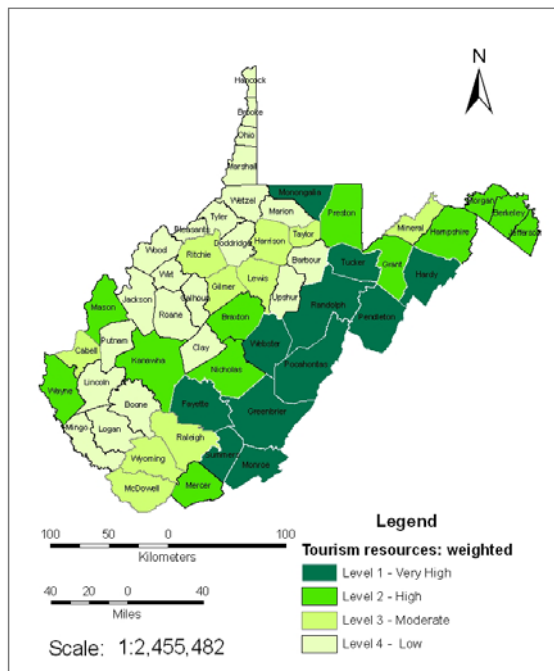 N
Hancock
Brooke
Ohio
Marshall
Wetzel
Monongalia
Marion
Preston
Morgan
Berkeley
Jefferson
Mineral
Hampshire
Tyler
Pleasants
Doddridge
Harrison
Taylor
Wood
Ritchie
Barbour
Tucker
Grant
Hardy
Wirt
Lewis
Gilmer
Calhoun
Upshur
Randolph
Mason
Jackson
Roane
Braxton
Pendleton
Webster
Putnam
Clay
Cabell
Kanawha
Nicholas
Pocahontas
Wayne
Lincoln
Boone
Fayette
Greenbrier
Mingo
Logan
Raleigh
Summers
Wyoming
Monroe
McDowell
Mercer
100 50 0 100
Kilometers
40 20 0 40
Miles
Scale: 1:2,455,482
Legend
Tourism resources: weighted
Level 1 - Very High
Level 2 - High
Level 3 - Moderate
Level 4 - Low